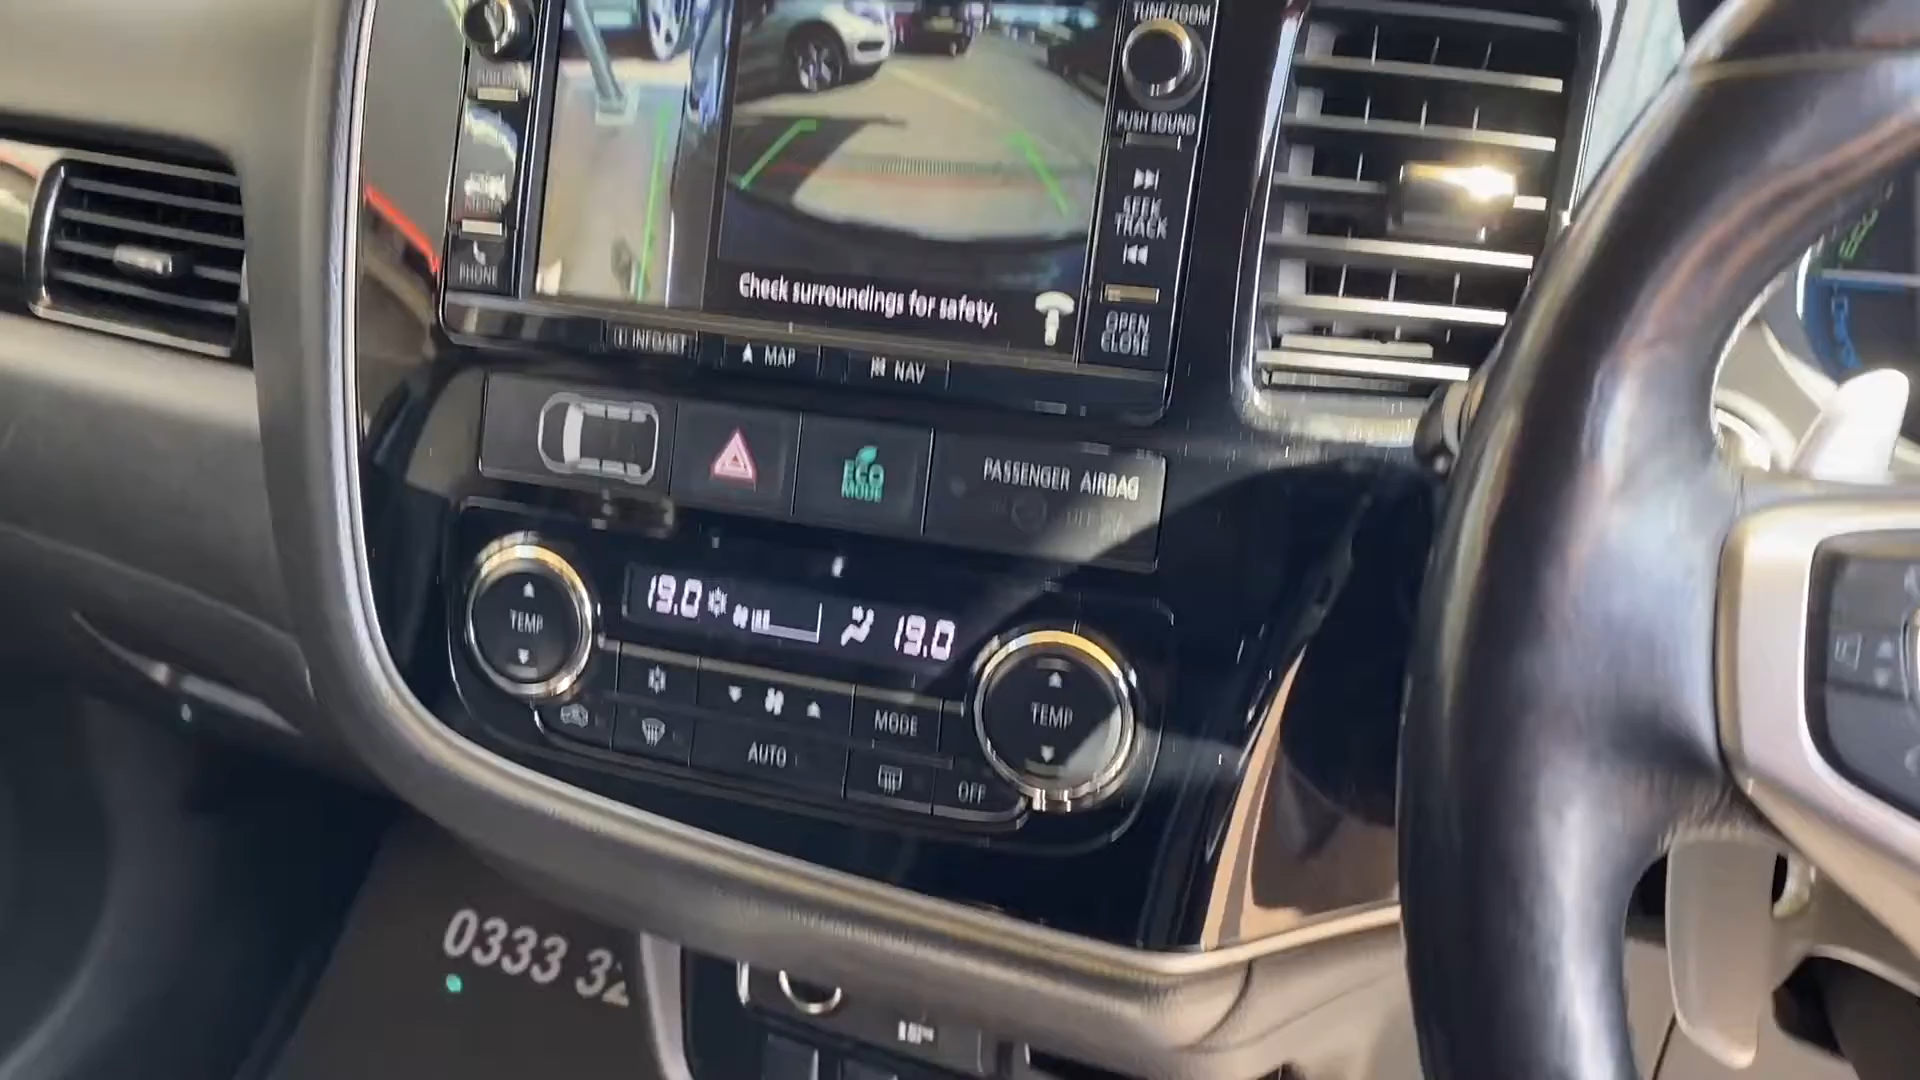 TUNE/ZOOM
PUSH SOUND
MEDIA
SEEK
TRACK
PHONE
Check surroundings for safety.
OPEN
CLOSE
INFO/SET
MAP
NAV
ECO
MODE
PASSENGER AIRBAG
19.0
19.0
TEMP
TEMP
MODE
AUTO
OFF
0333 32